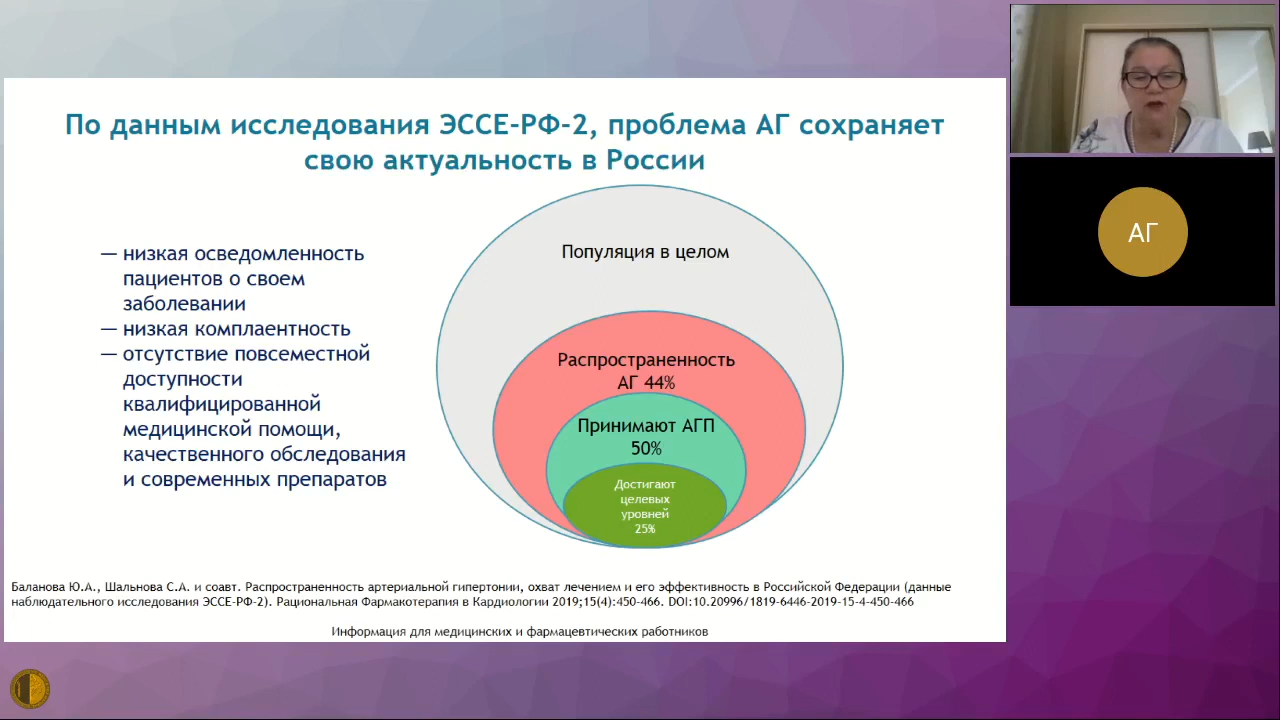 По данным исследования ЭССЕ-РФ-2, проблема АГ сохраняет
свою актуальность в России
— низкая осведомленность
пациентов о своем
заболевании
— низкая комплаентность
— отсутствие повсеместной
доступности
квалифицированной
медицинской помощи,
качественного обследования
и современных препаратов
Популяция в целом
Распространенность
АГ 44%
Принимают АГП
50%
Достигают
целевых
уровней
25%
Баланова Ю.А., Шальнова С.А. и соавт. Распространенность артериальной гипертонии, охват лечением и его эффективность в Российской Федерации (данные
наблюдательного исследования ЭССЕ-РФ-2). Рациональная Фармакотерапия в Кардиологии 2019;15(4):450-466. DOI:10.20996/1819-6446-2019-15-4-450-466
Информация для медицинских и фармацевтических работников
АГ